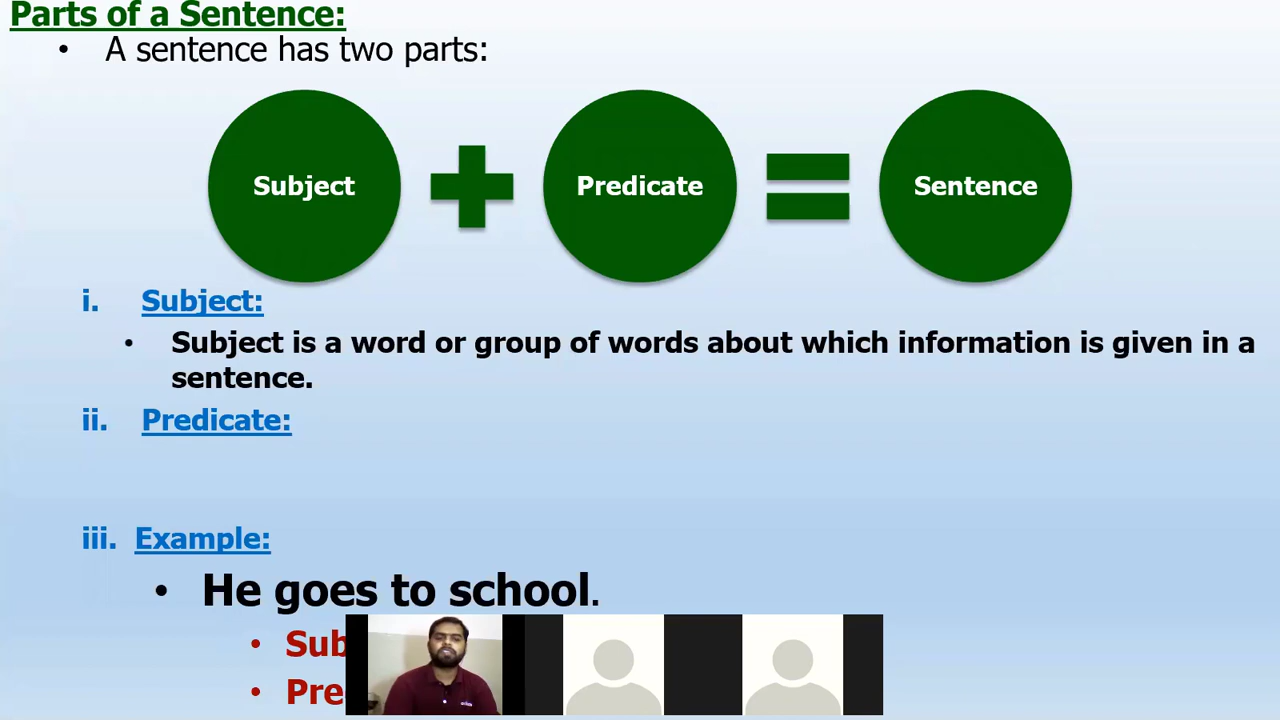 Parts of a Sentence:
• A sentence has two parts:
Subject
Predicate
Sentence
i. Subject:
• Subject is a word or group of words about which information is given in a
sentence.
ii. Predicate:
iii. Example:
• He goes to school.
• Sub
• Pre